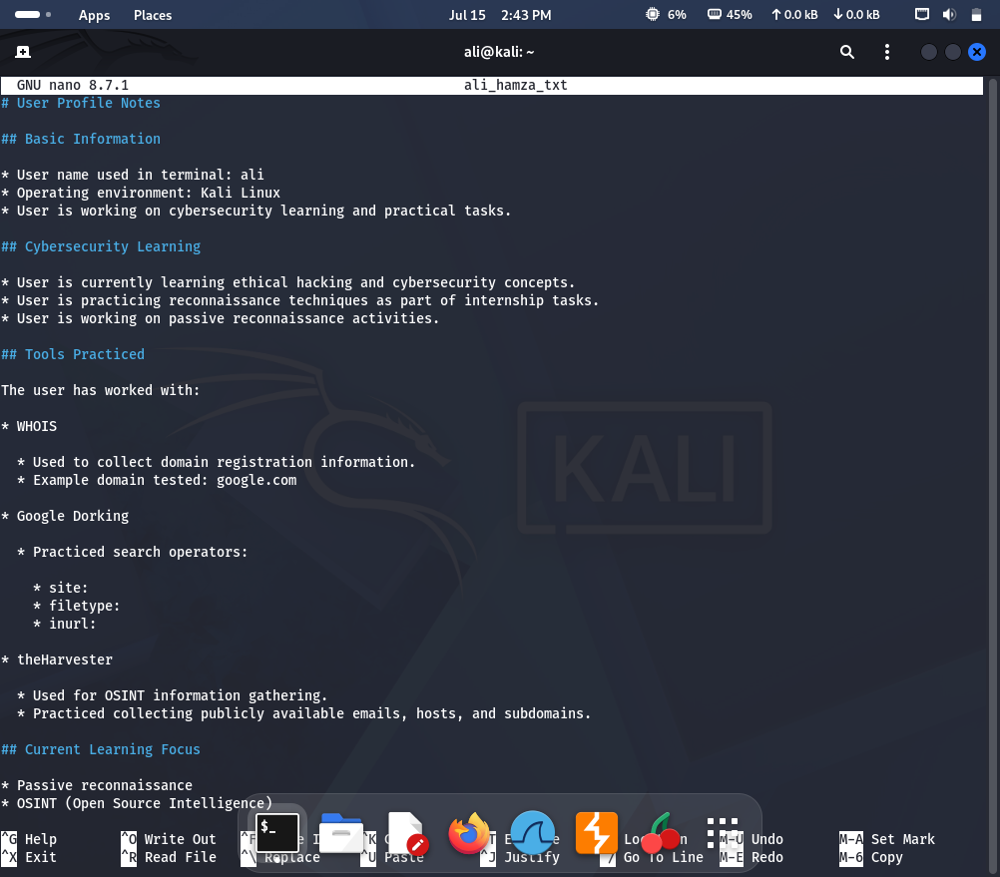 Apps Places Jul 15 2:43 PM 6% 45% 0.0 kB 0.0 kB
ali@kali: ~
GNU nano 8.7.1 ali_hamza_txt
# User Profile Notes
## Basic Information
* User name used in terminal: ali
* Operating environment: Kali Linux
* User is working on cybersecurity learning and practical tasks.
## Cybersecurity Learning
* User is currently learning ethical hacking and cybersecurity concepts.
* User is practicing reconnaissance techniques as part of internship tasks.
* User is working on passive reconnaissance activities.
## Tools Practiced
The user has worked with:
* WHOIS
* Used to collect domain registration information.
* Example domain tested: google.com
KALI
* Google Dorking
* Practiced search operators:
* site:
* filetype:
* inurl:
* theHarvester
* Used for OSINT information gathering.
* Practiced collecting publicly available emails, hosts, and subdomains.
## Current Learning Focus
* Passive reconnaissance
* OSINT (Open Source Intelligence)
$_
^G Help ^O Write Out M-U Undo M-A Set Mark
^X Exit ^R Read File ^\ Replace ^U Paste ^J Justify ^/ Go To Line M-E Redo M-6 Copy